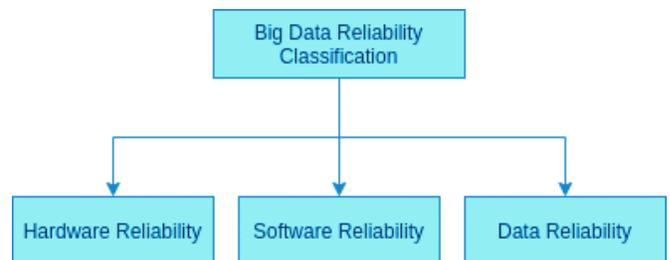 Big Data Reliability
Classification
Hardware Reliability
Software Reliability
Data Reliability